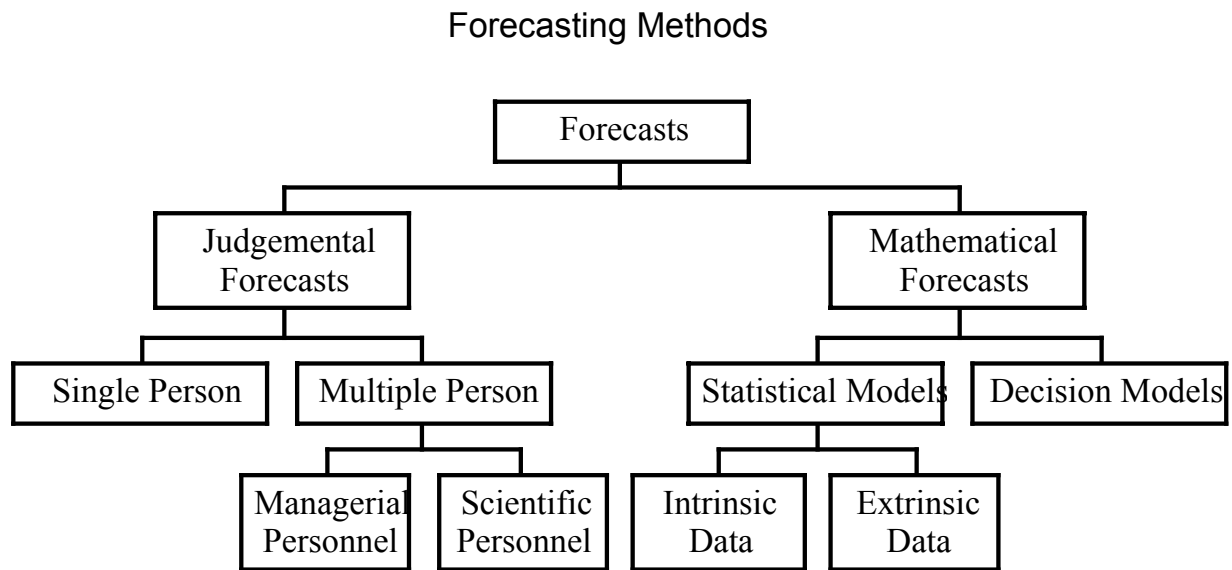 Forecasting Methods
Forecasts
Judgemental
Forecasts
Mathematical
Forecasts
Single Person
Multiple Person
Statistical Models
Decision Models
Managerial
Personnel
Scientific
Personnel
Intrinsic
Data
Extrinsic
Data